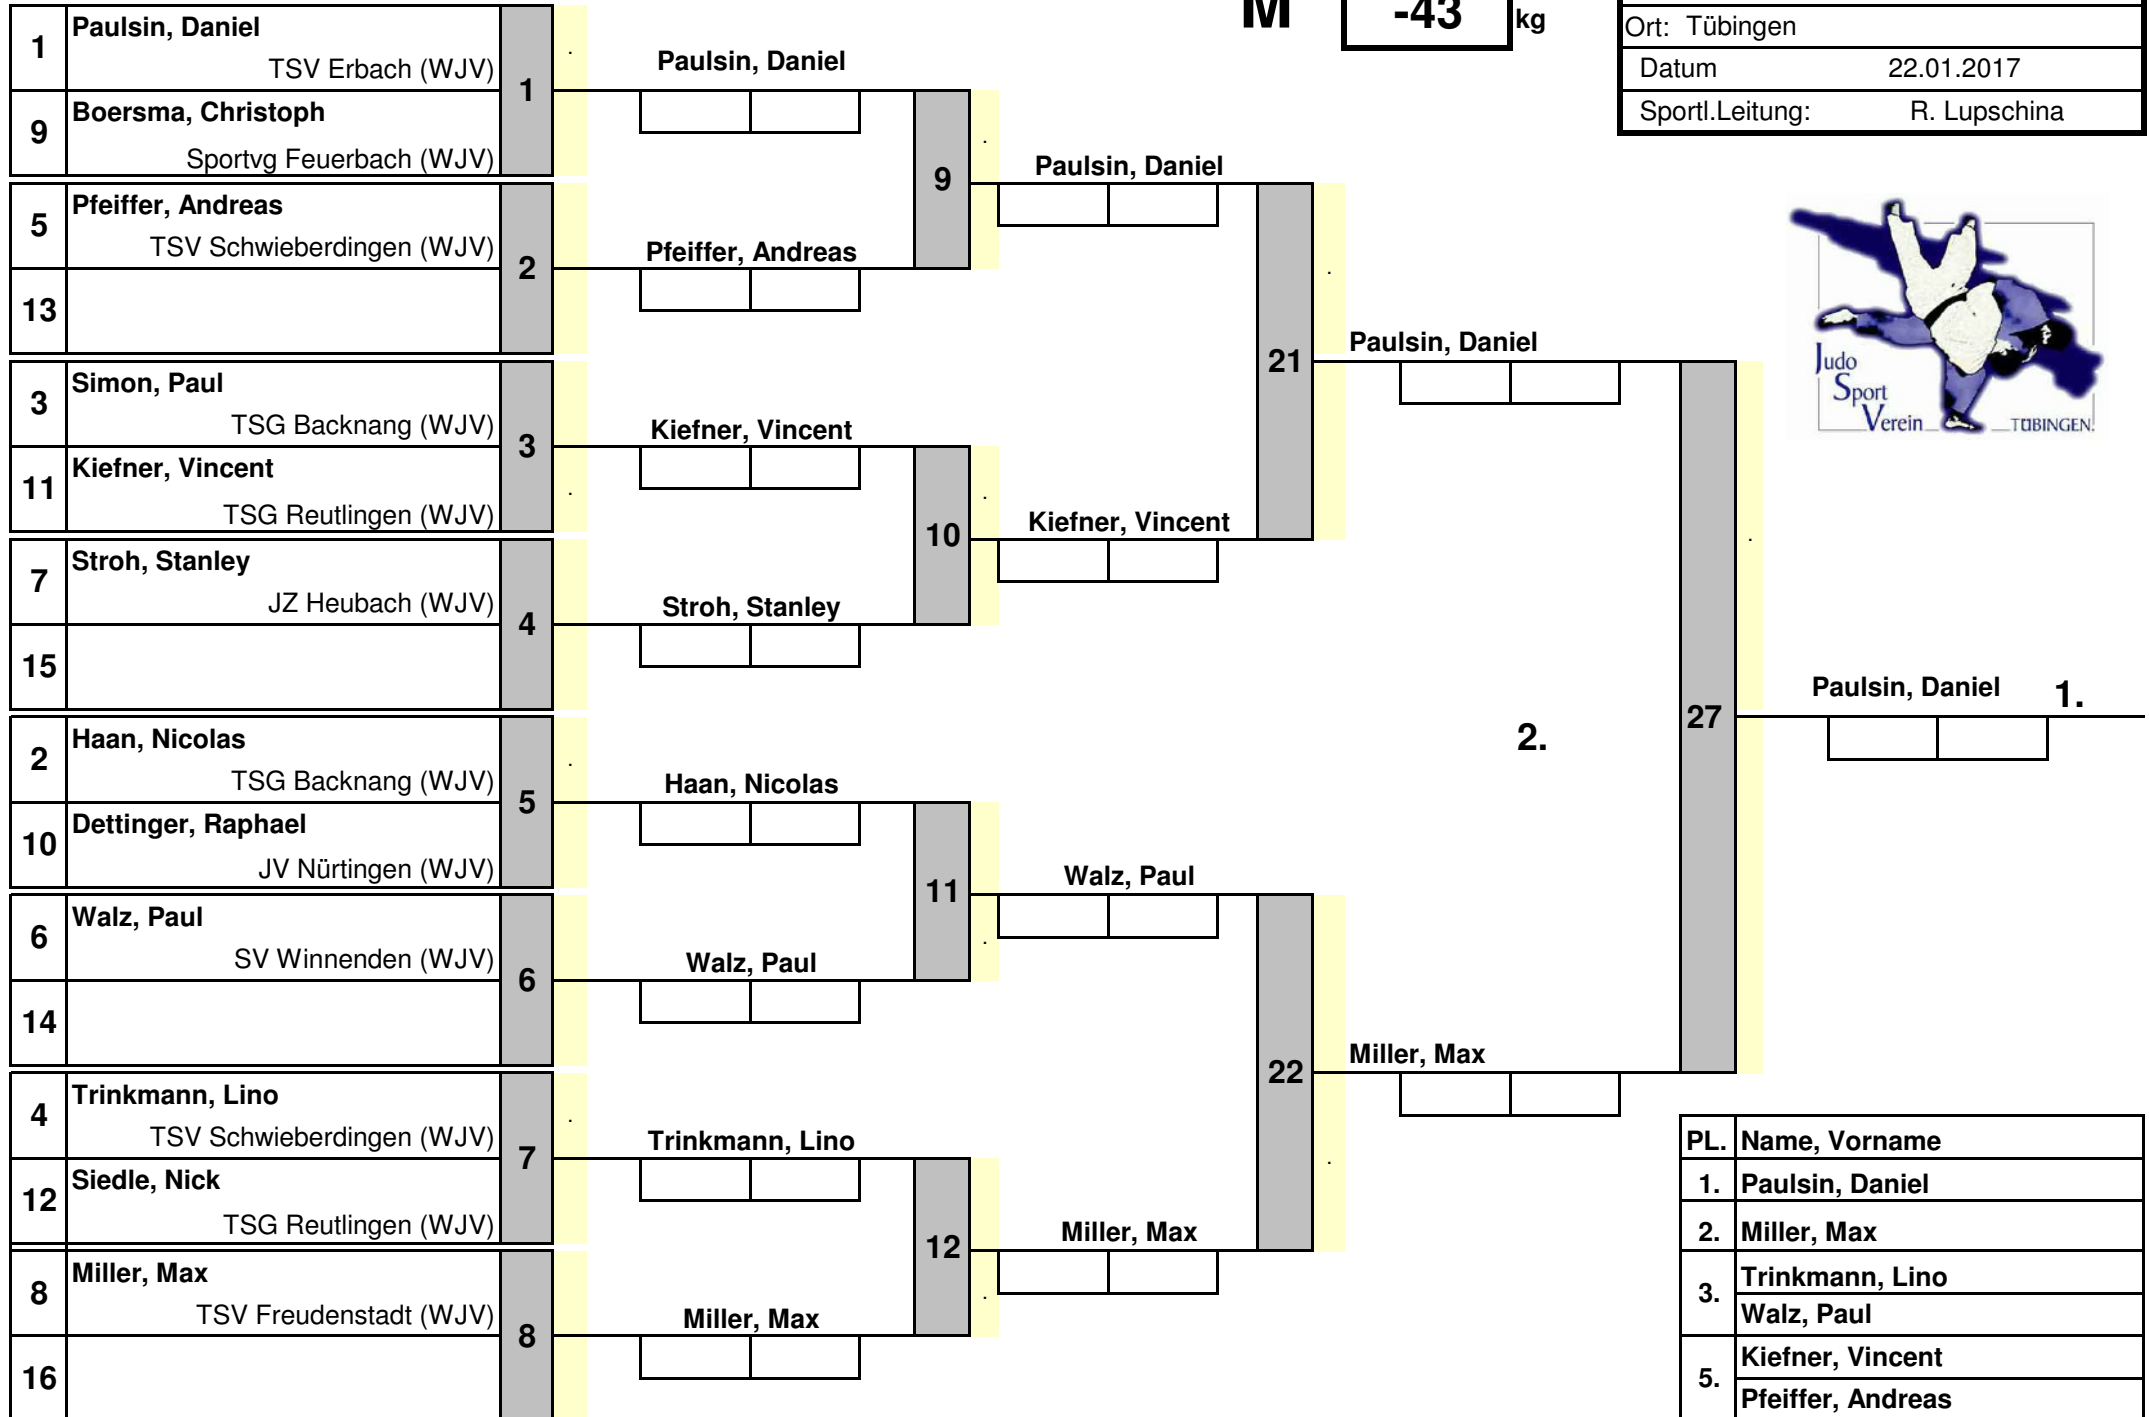 M -43 kg
Ort: Tübingen
Datum 22.01.2017
Sportl.Leitung: R. Lupschina
1 Paulsin, Daniel
TSV Erbach (WJV)
9 Boersma, Christoph
Sportvg Feuerbach (WJV)
1
5 Pfeiffer, Andreas
TSV Schwieberdingen (WJV)
13
2
3 Simon, Paul
TSG Backnang (WJV)
11 Kiefner, Vincent
TSG Reutlingen (WJV)
3
7 Stroh, Stanley
JZ Heubach (WJV)
15
4
2 Haan, Nicolas
TSG Backnang (WJV)
10 Dettinger, Raphael
JV Nürtingen (WJV)
5
6 Walz, Paul
SV Winnenden (WJV)
14
6
4 Trinkmann, Lino
TSV Schwieberdingen (WJV)
12 Siedle, Nick
TSG Reutlingen (WJV)
7
8 Miller, Max
TSV Freudenstadt (WJV)
16
8
Paulsin, Daniel
Pfeiffer, Andreas
9
Kiefner, Vincent
Stroh, Stanley
10
Haan, Nicolas
Walz, Paul
11
Trinkmann, Lino
Miller, Max
12
Paulsin, Daniel
Kiefner, Vincent
21
Walz, Paul
Miller, Max
22
Paulsin, Daniel
2.
Miller, Max
27
Paulsin, Daniel 1.
Judo
Sport
Verein TÜBINGEN
PL. Name, Vorname
1. Paulsin, Daniel
2. Miller, Max
3. Trinkmann, Lino
Walz, Paul
5. Kiefner, Vincent
Pfeiffer, Andreas